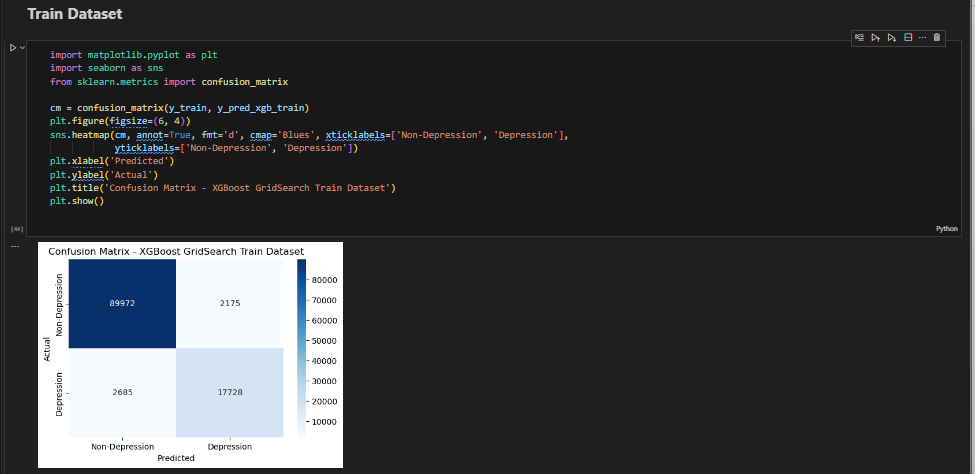 Train Dataset
import matplotlib.pyplot as plt
import seaborn as sns
from sklearn.metrics import confusion_matrix
cm = confusion_matrix(y_train, y_pred_xgb_train)
plt.figure(figsize=(6, 4))
sns.heatmap(cm, annot=True, fmt='d', cmap='Blues', xticklabels=['Non-Depression', 'Depression'],
yticklabels=['Non-Depression', 'Depression'])
plt.xlabel('Predicted')
plt.ylabel('Actual')
plt.title('Confusion Matrix - XGBoost GridSearch Train Dataset')
plt.show()
[44]
Python
...
Confusion Matrix - XGBoost GridSearch Train Dataset
Actual
Non-Depression
Depression
89972
2175
2685
17728
80000
70000
60000
50000
40000
30000
20000
10000
Non-Depression
Depression
Predicted